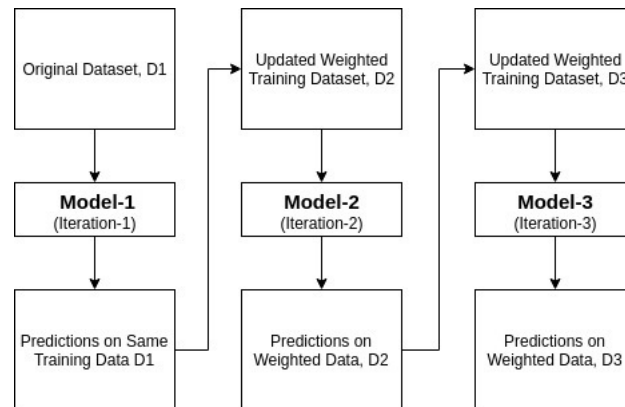 Original Dataset, D1
Model-1
(Iteration-1)
Predictions on Same
Training Data D1
Updated Weighted
Training Dataset, D2
Model-2
(Iteration-2)
Predictions on
Weighted Data, D2
Updated Weighted
Training Dataset, D3
Model-3
(Iteration-3)
Predictions on
Weighted Data, D3